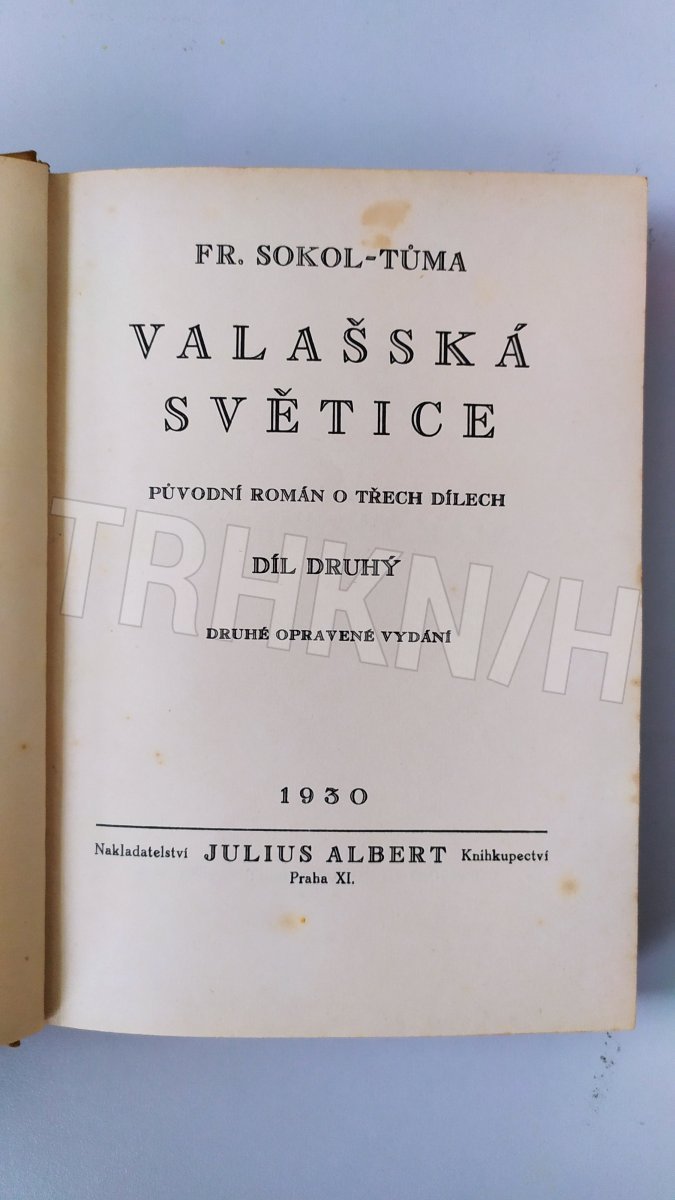 FR. SOKOL-TŮMA
VALAŠSKÁ
SVĚTICE
PŮVODNÍ ROMÁN O TŘECH DÍLECH
DÍL DRUHÝ
TRHKN/H
DRUHÉ OPRAVENÉ VYDÁNÍ
1930
Nakladatelství JULIUS ALBERT Knihkupectví
Praha XI.